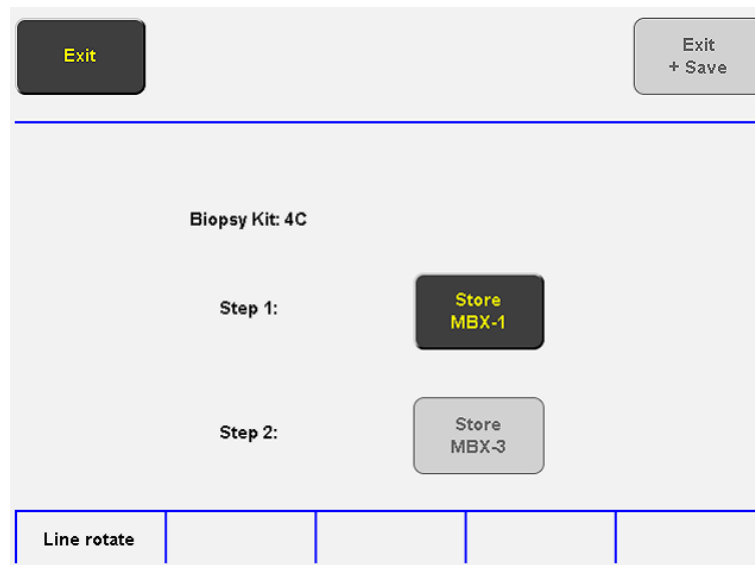 Exit
Exit
+ Save
Biopsy Kit: 4C
Step 1:
Store
MBX-1
Step 2:
Store
MBX-3
Line rotate